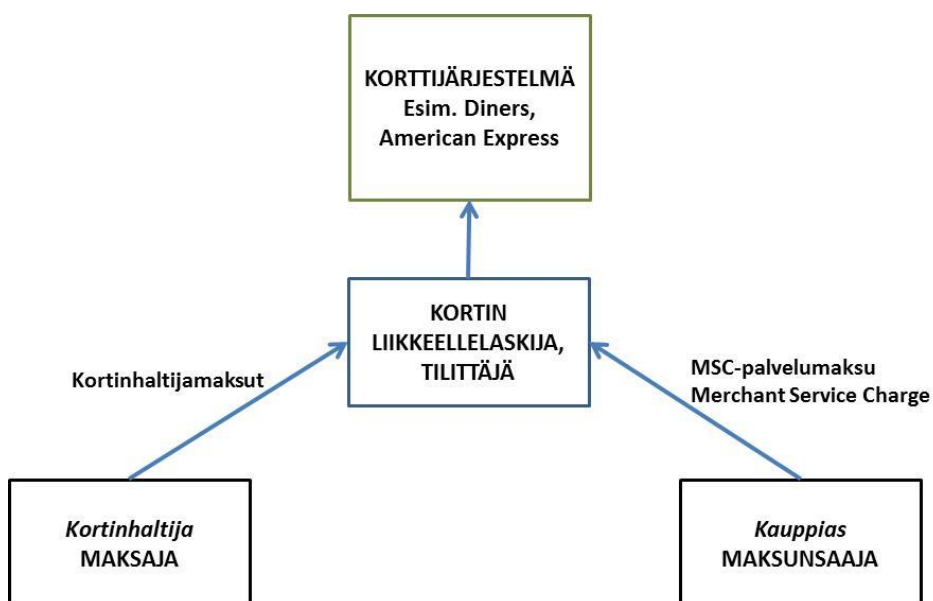 KORTTIJÄRJESTELMÄ
Esim. Diners,
American Express
KORTIN
LIIKKEELLELASKIJA,
TILITTÄJÄ
Kortinhaltijamaksut
MSC-palvelumaksu
Merchant Service Charge
Kortinhaltija
MAKSAJA
Kauppias
MAKSUNSAAJA